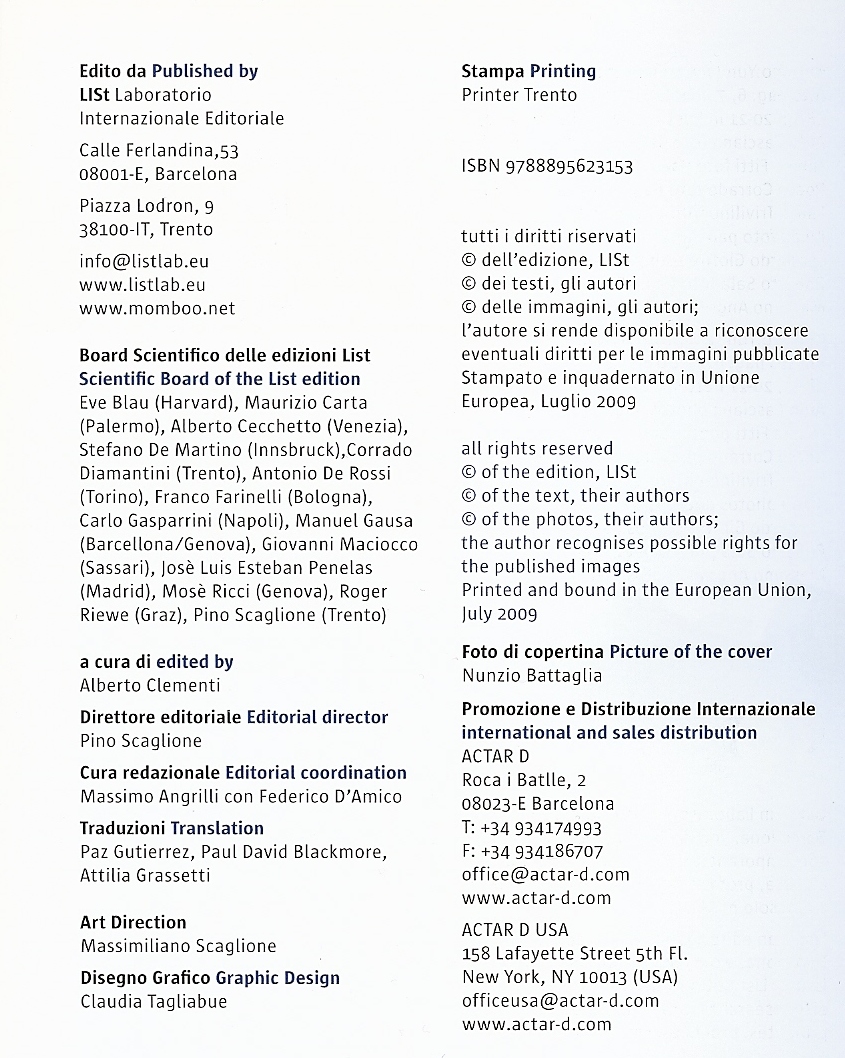 Edito da Published by
LISt Laboratorio
Internazionale Editoriale
Calle Ferlandina,53
08001-E, Barcelona
Piazza Lodron, 9
38100-IT, Trento
info@listlab.eu
www.listlab.eu
www.momboo.net
Board Scientifico delle edizioni List
Scientific Board of the List edition
Eve Blau (Harvard), Maurizio Carta
(Palermo), Alberto Cecchetto (Venezia),
Stefano De Martino (Innsbruck),Corrado
Diamantini (Trento), Antonio De Rossi
(Torino), Franco Farinelli (Bologna),
Carlo Gasparrini (Napoli), Manuel Gausa
(Barcellona/Genova), Giovanni Maciocco
(Sassari), Josè Luis Esteban Penelas
(Madrid), Mosè Ricci (Genova), Roger
Riewe (Graz), Pino Scaglione (Trento)
a cura di edited by
Alberto Clementi
Direttore editoriale Editorial director
Pino Scaglione
Cura redazionale Editorial coordination
Massimo Angrilli con Federico D'Amico
Traduzioni Translation
Paz Gutierrez, Paul David Blackmore,
Attilia Grassetti
Art Direction
Massimiliano Scaglione
Disegno Grafico Graphic Design
Claudia Tagliabue
Stampa Printing
Printer Trento
ISBN 9788895623153
tutti i diritti riservati
© dell'edizione, LISt
© dei testi, gli autori
© delle immagini, gli autori;
l'autore si rende disponibile a riconoscere
eventuali diritti per le immagini pubblicate
Stampato e inquadernato in Unione
Europea, Luglio 2009
all rights reserved
© of the edition, LISt
© of the text, their authors
© of the photos, their authors;
the author recognises possible rights for
the published images
Printed and bound in the European Union,
July 2009
Foto di copertina Picture of the cover
Nunzio Battaglia
Promozione e Distribuzione Internazionale
international and sales distribution
ACTAR D
Roca i Batlle, 2
08023-E Barcelona
T: +34 934174993
F: +34 934186707
office@actar-d.com
www.actar-d.com
ACTAR D USA
158 Lafayette Street 5th Fl.
New York, NY 10013 (USA)
officeusa@actar-d.com
www.actar-d.com